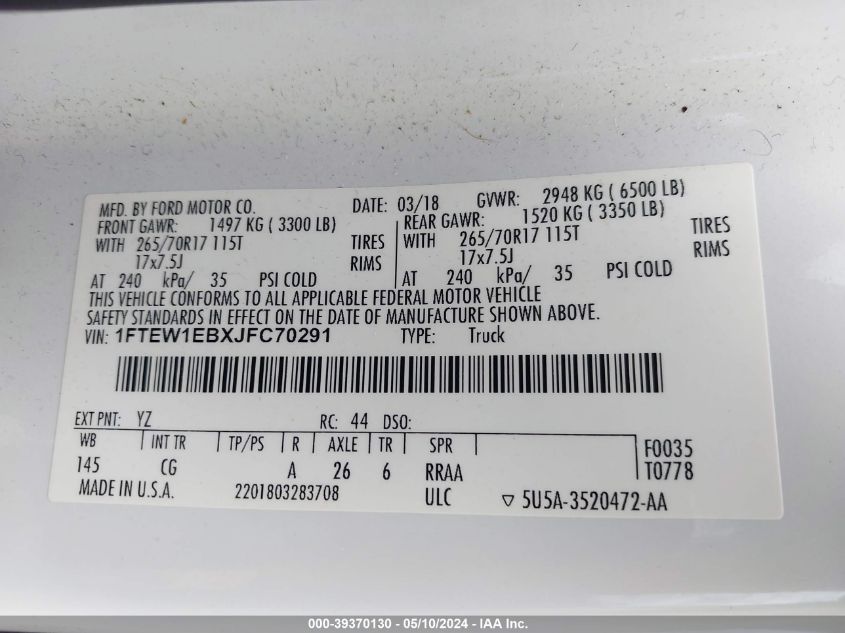 MFD. BY FORD MOTOR CO. DATE: 03/18 GVWR: 2948 KG ( 6500 LB)
FRONT GAWR: 1497 KG ( 3300 LB) REAR GAWR: 1520 KG ( 3350 LB)
WITH 265/70R17 115T TIRES WITH 265/70R17 115T TIRES
17x7.5J RIMS 17x7.5J RIMS
AT 240 kPa/ 35 PSI COLD AT 240 kPa/ 35 PSI COLD
THIS VEHICLE CONFORMS TO ALL APPLICABLE FEDERAL MOTOR VEHICLE
SAFETY STANDARDS IN EFFECT ON THE DATE OF MANUFACTURE SHOWN ABOVE.
VIN: 1FTEW1EBXJFC70291 TYPE: Truck
EXT PNT: YZ RC: 44 DSO:
WB INT TR TP/PS R AXLE TR SPR F0035
145 CG A 26 6 RRAA T0778
MADE IN U.S.A. 2201803283708 ULC ▽ 5U5A-3520472-AA
000-39370130 - 05/10/2024 - IAA Inc.